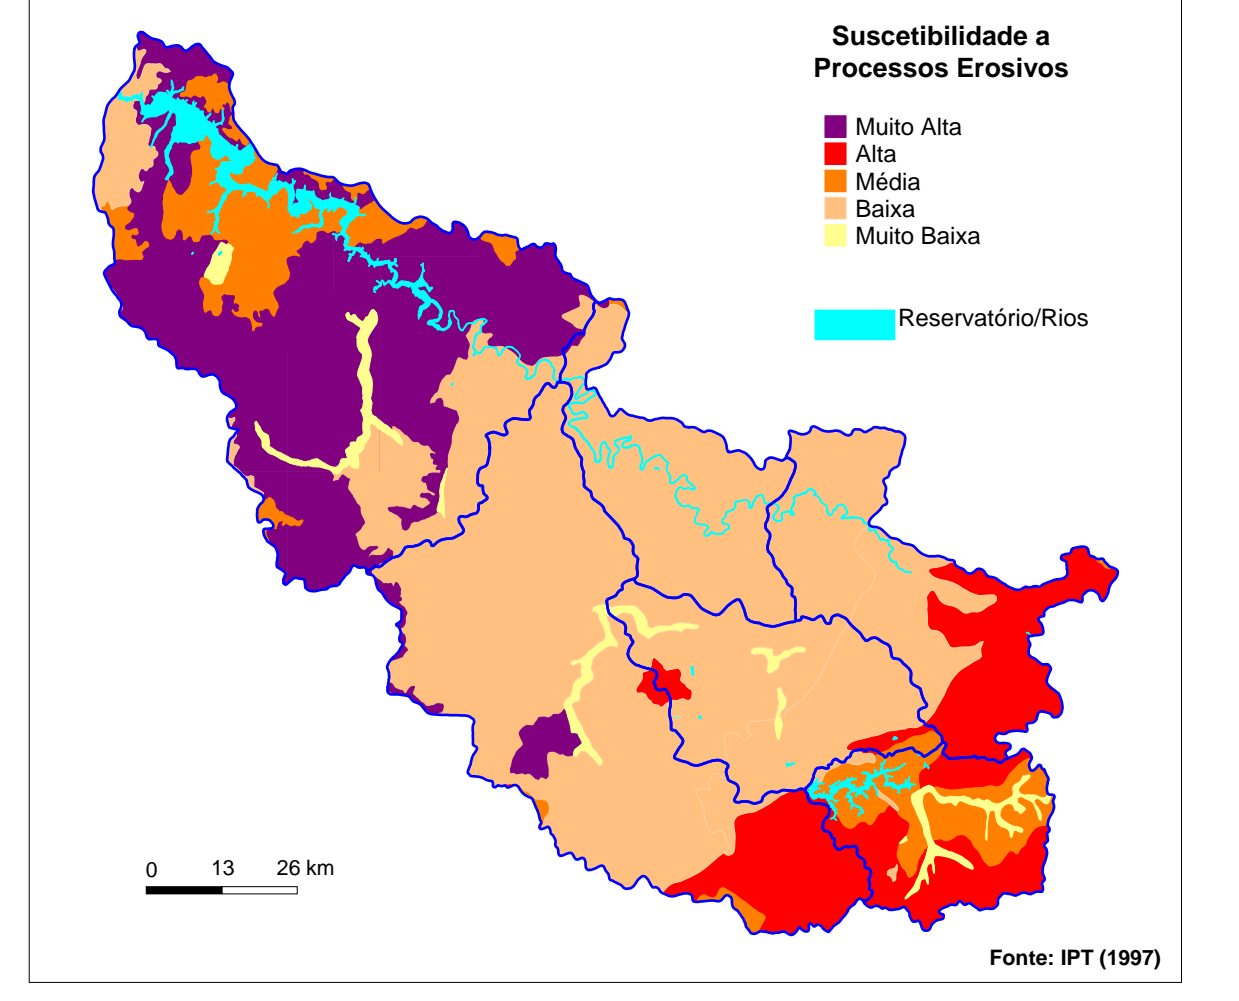 Suscetibilidade a
Processos Erosivos
Muito Alta
Alta
Média
Baixa
Muito Baixa
Reservatório/Rios
0 13 26 km
Fonte: IPT (1997)